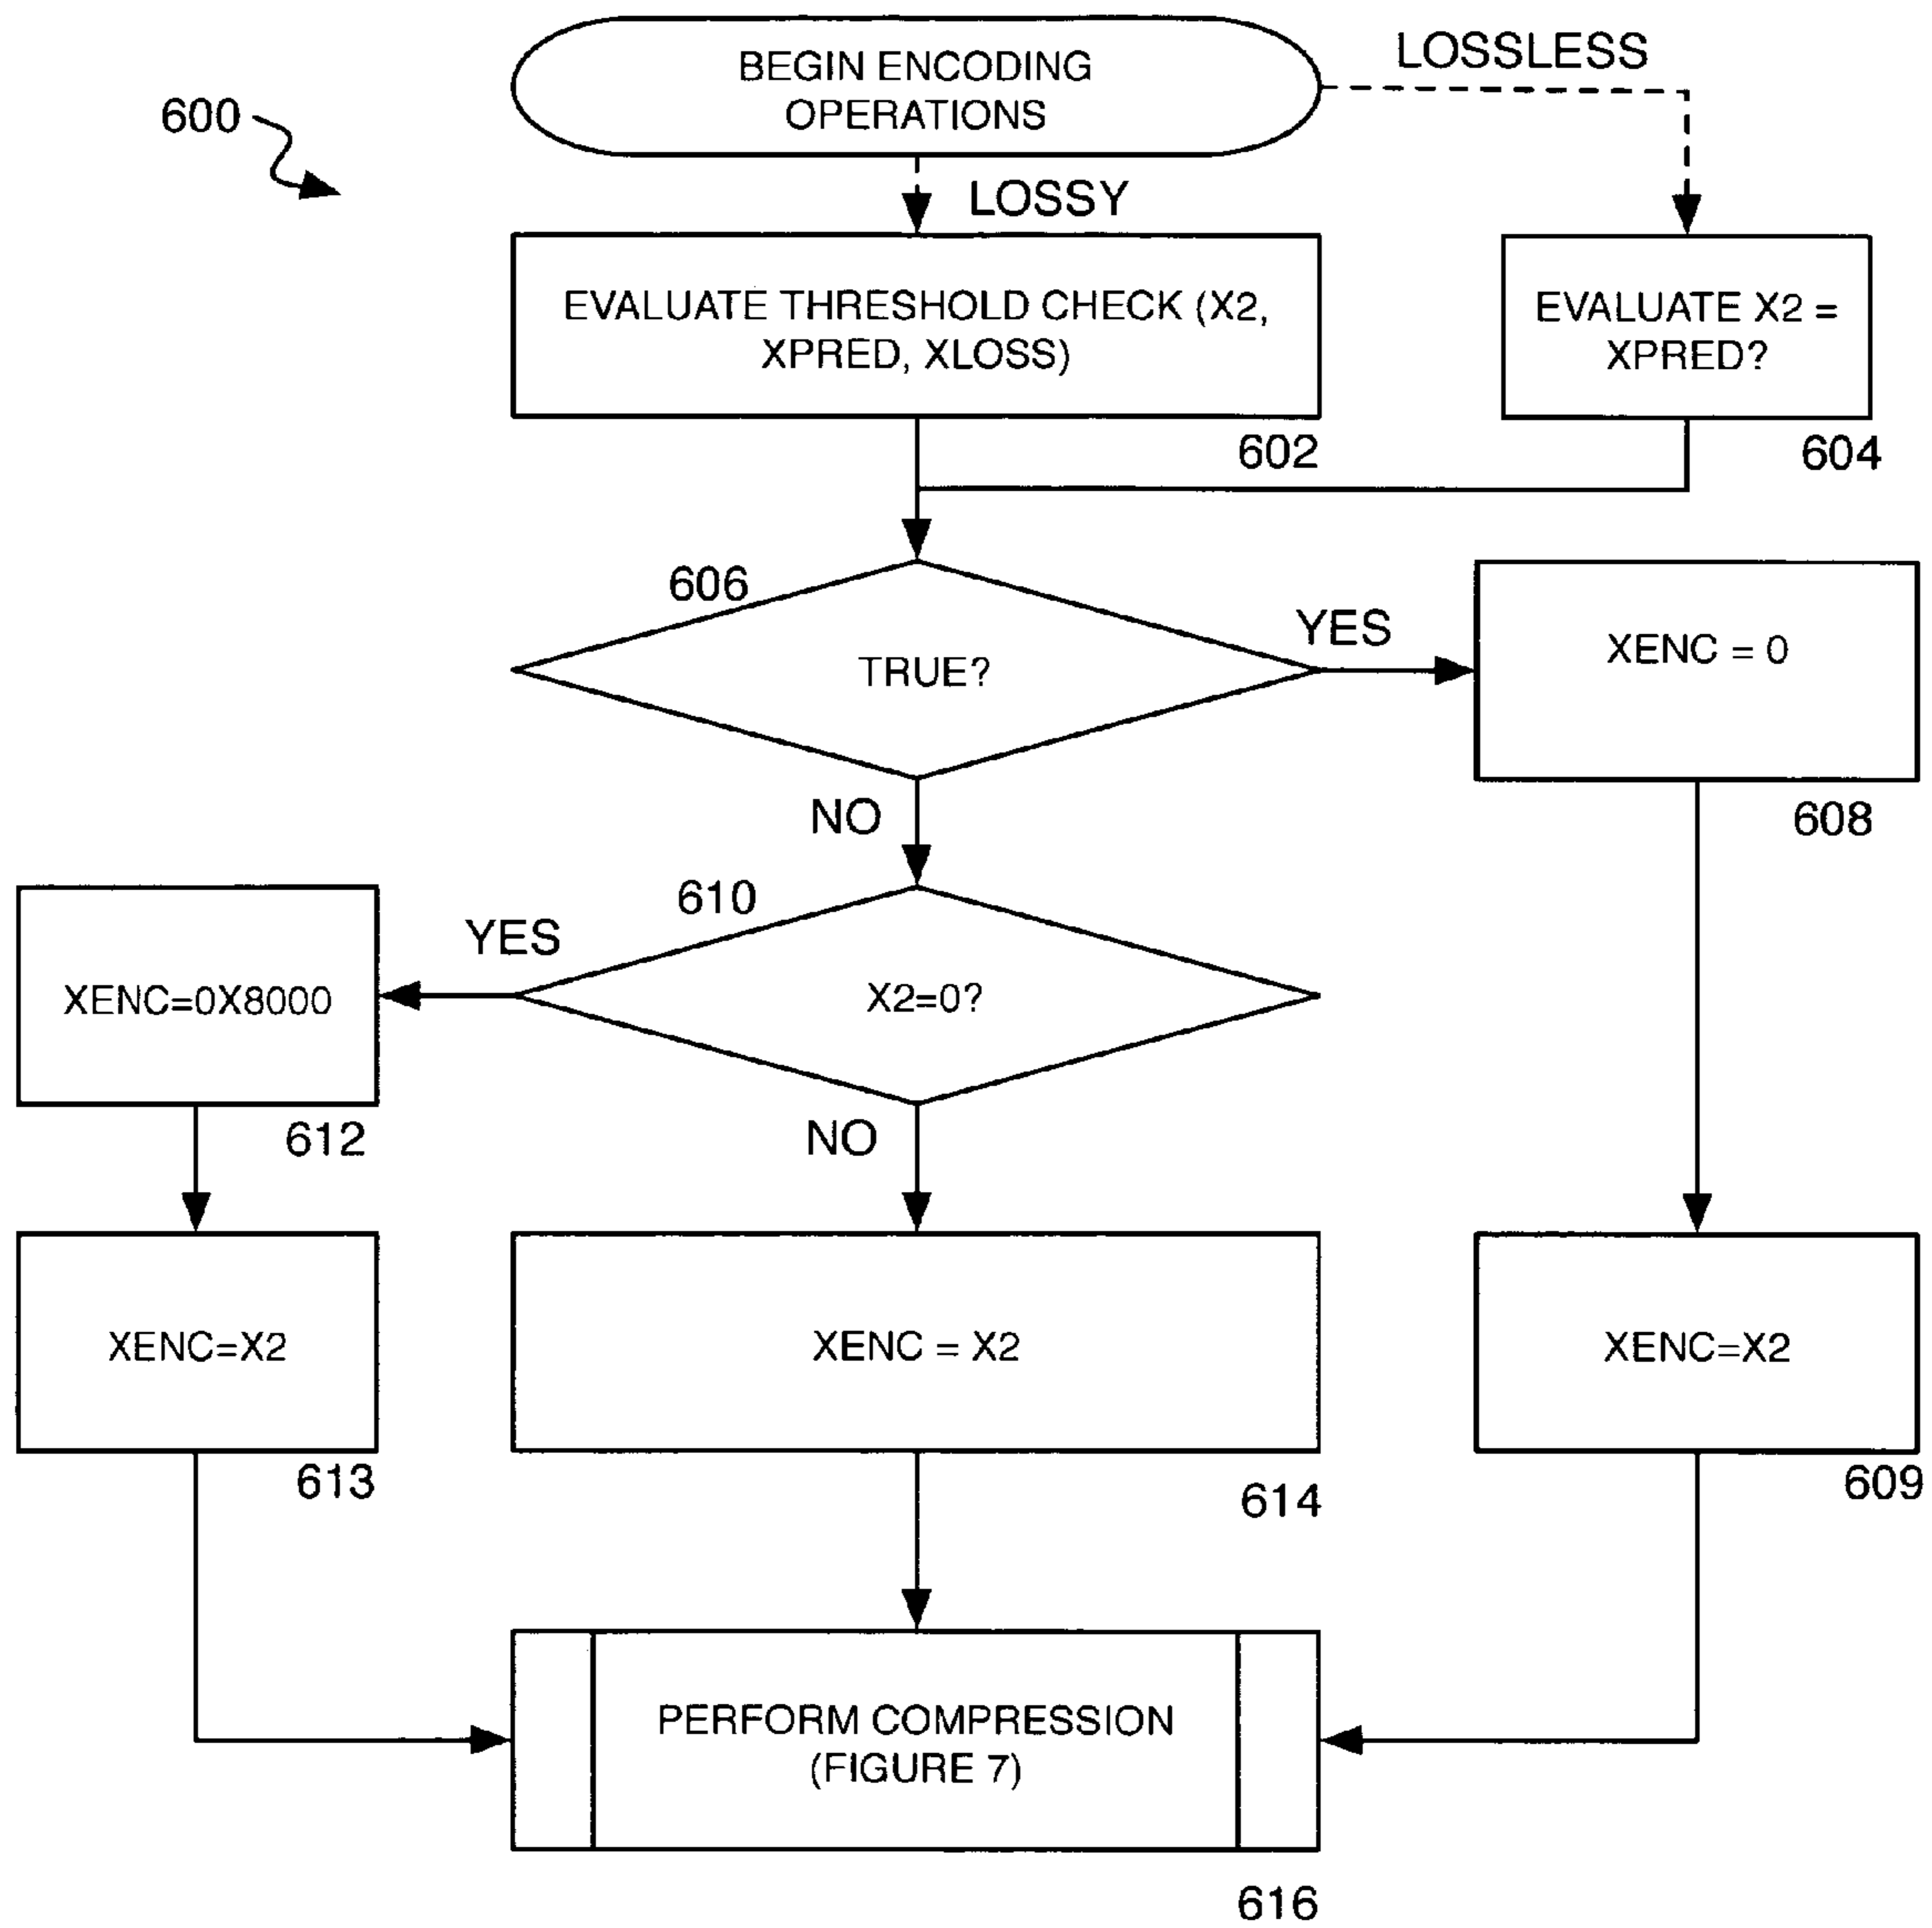 BEGIN ENCODING
OPERATIONS
LOSSLESS
600
LOSSY
EVALUATE THRESHOLD CHECK (X2,
XPRED, XLOSS)
602
EVALUATE X2 =
XPRED?
604
606
TRUE?
YES
XENC = 0
608
NO
610
X2=0?
YES
XENC=0X8000
612
NO
XENC=X2
613
XENC = X2
614
XENC=X2
609
PERFORM COMPRESSION
(FIGURE 7)
616